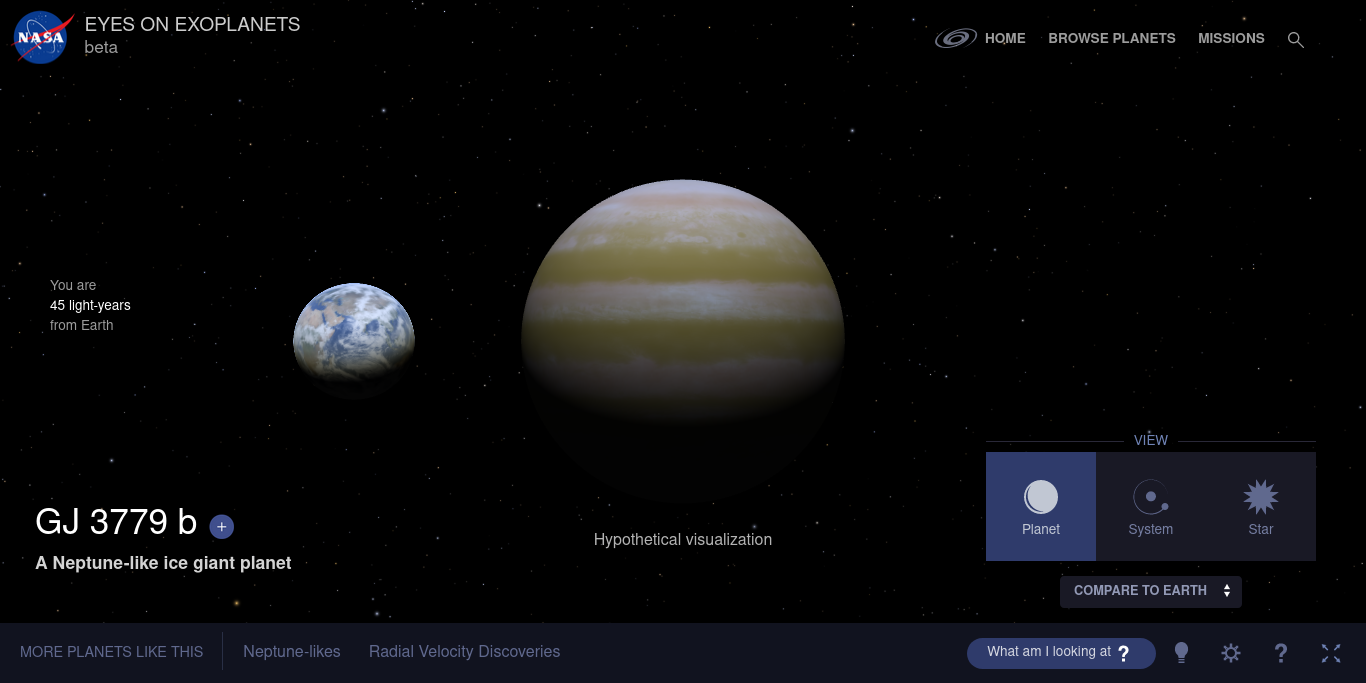 NASA
EYES ON EXOPLANETS
beta
HOME BROWSE PLANETS MISSIONS
You are
45 light-years
from Earth
VIEW
Planet System Star
GJ 3779 b +
A Neptune-like ice giant planet
Hypothetical visualization
COMPARE TO EARTH
MORE PLANETS LIKE THIS Neptune-likes Radial Velocity Discoveries What am I looking at ? ?